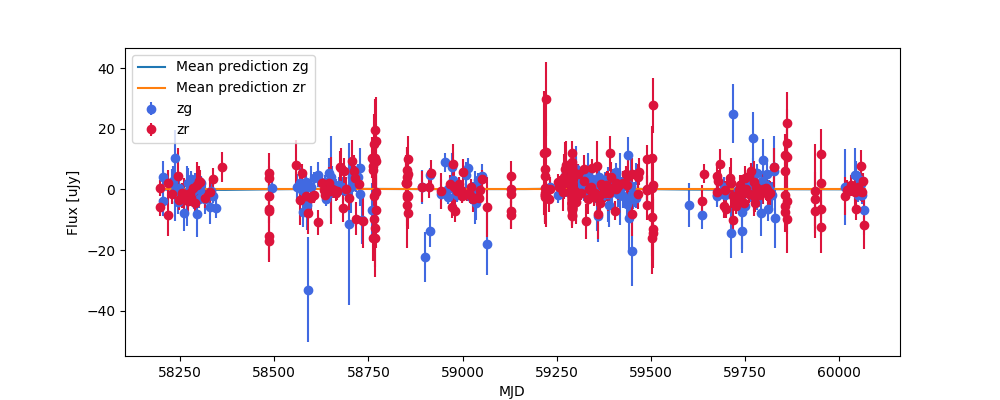 Mean prediction zg
Mean prediction zr
zg
zr
40
20
0
−20
−40
Flux [uJy]
58250
58500
58750
59000
59250
59500
59750
60000
MJD